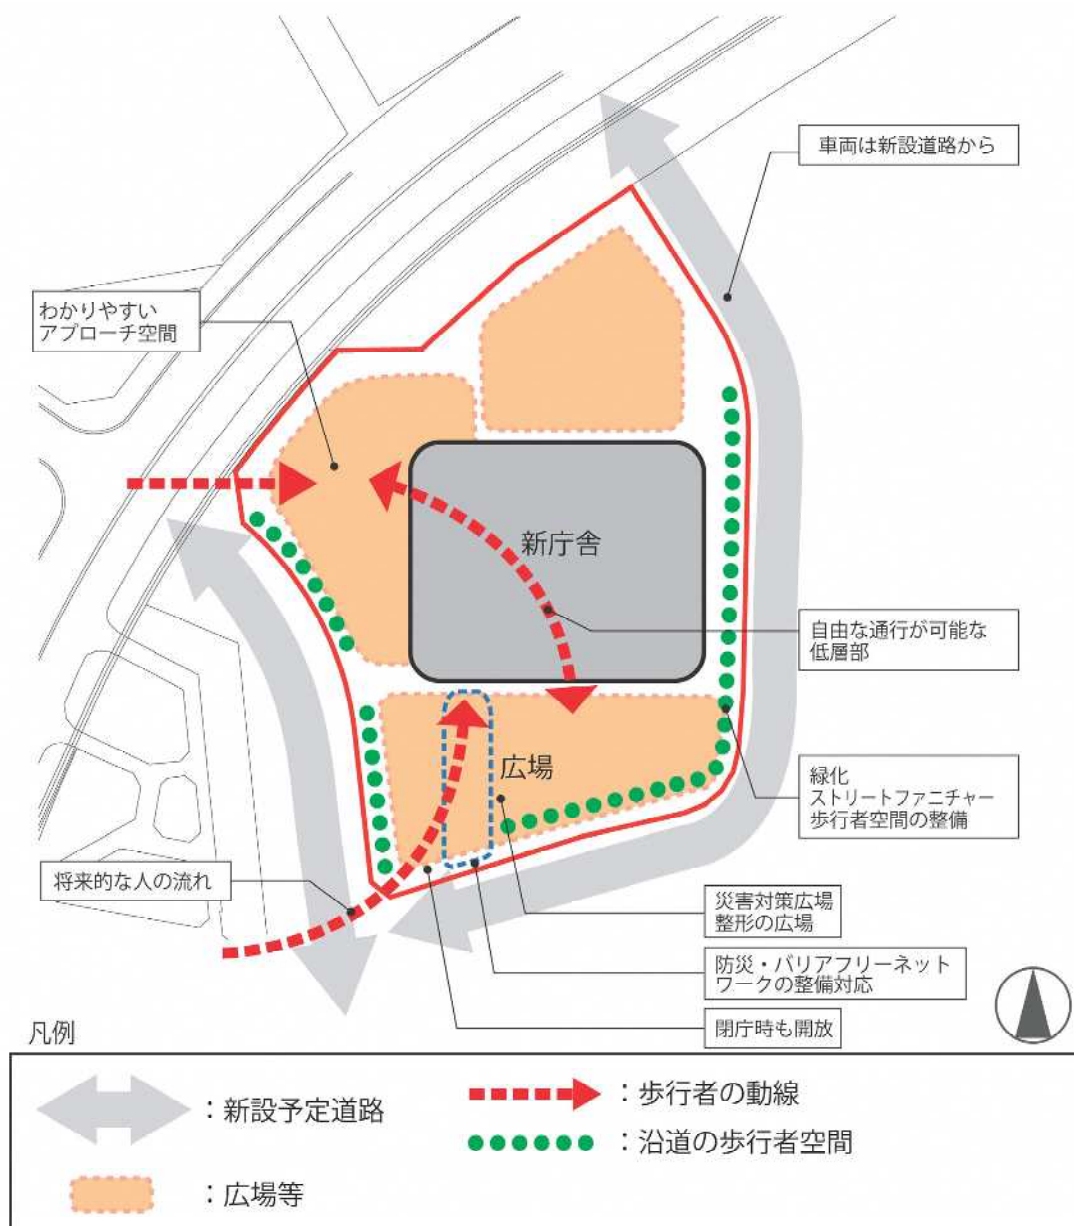 車両は新設道路から
わかりやすい
アプローチ空間
新庁舎
自由な通行が可能な
低層部
広場
緑化
ストリートファニチャー
歩行者空間の整備
将来的な人の流れ
災害対策広場
整形の広場
防災・バリアフリーネット
ワークの整備対応
閉庁時も開放
凡例
：新設予定道路
：歩行者の動線
：沿道の歩行者空間
：広場等